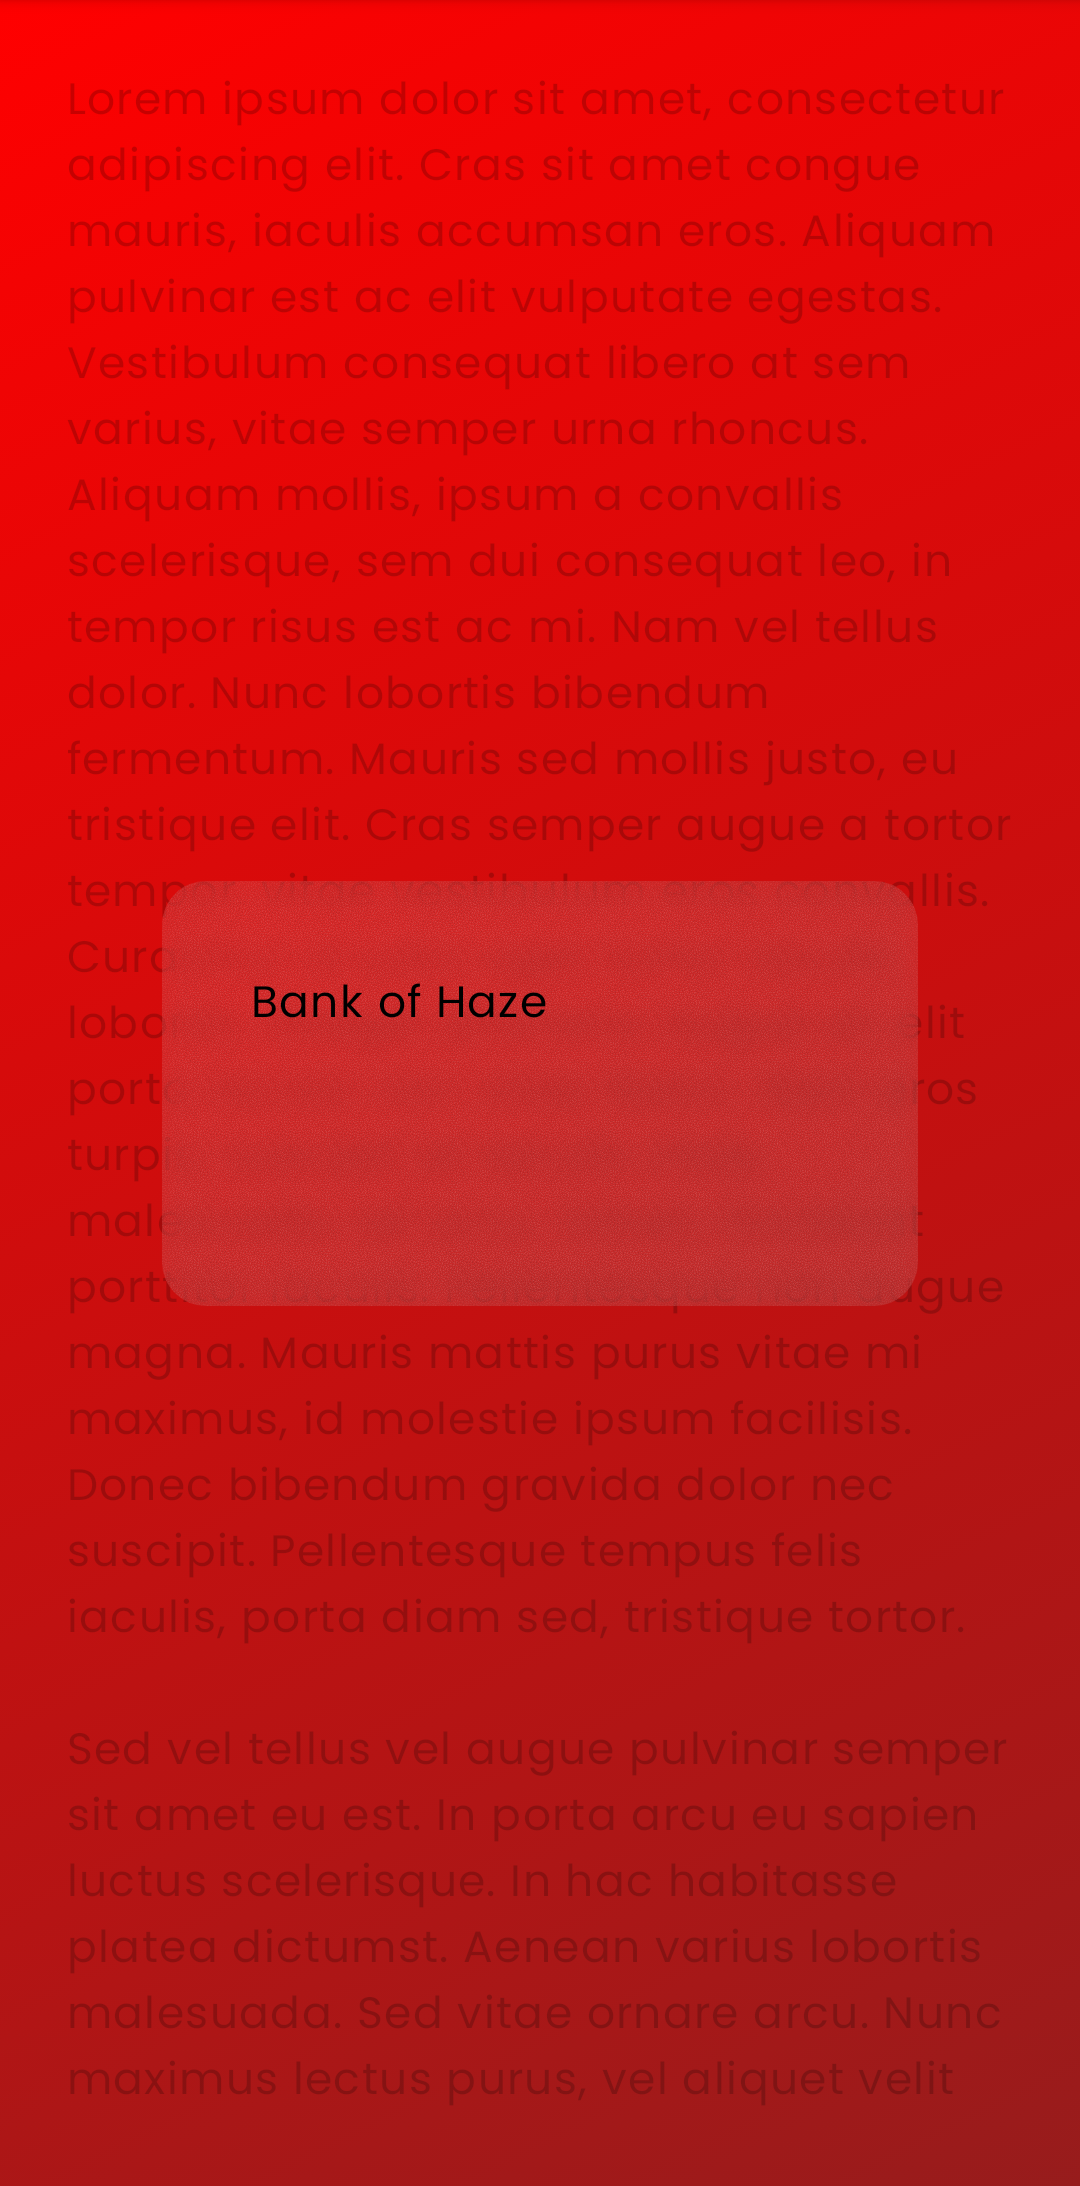 Lorem ipsum dolor sit amet, consectetur
adipiscing elit. Cras sit amet congue
mauris, iaculis accumsan eros. Aliquam
pulvinar est ac elit vulputate egestas.
Vestibulum consequat libero at sem
varius, vitae semper urna rhoncus.
Aliquam mollis, ipsum a convallis
scelerisque, sem dui consequat leo, in
tempor risus est ac mi. Nam vel tellus
dolor. Nunc lobortis bibendum
fermentum. Mauris sed mollis justo, eu
tristique elit. Cras semper augue a tortor
tempor, vitae vestibulum eros convallis.
Bank of Haze
magna. Mauris mattis purus vitae mi
maximus, id molestie ipsum facilisis.
Donec bibendum gravida dolor nec
suscipit. Pellentesque tempus felis
iaculis, porta diam sed, tristique tortor.
Sed vel tellus vel augue pulvinar semper
sit amet eu est. In porta arcu eu sapien
luctus scelerisque. In hac habitasse
platea dictumst. Aenean varius lobortis
malesuada. Sed vitae ornare arcu. Nunc
maximus lectus purus, vel aliquet velit